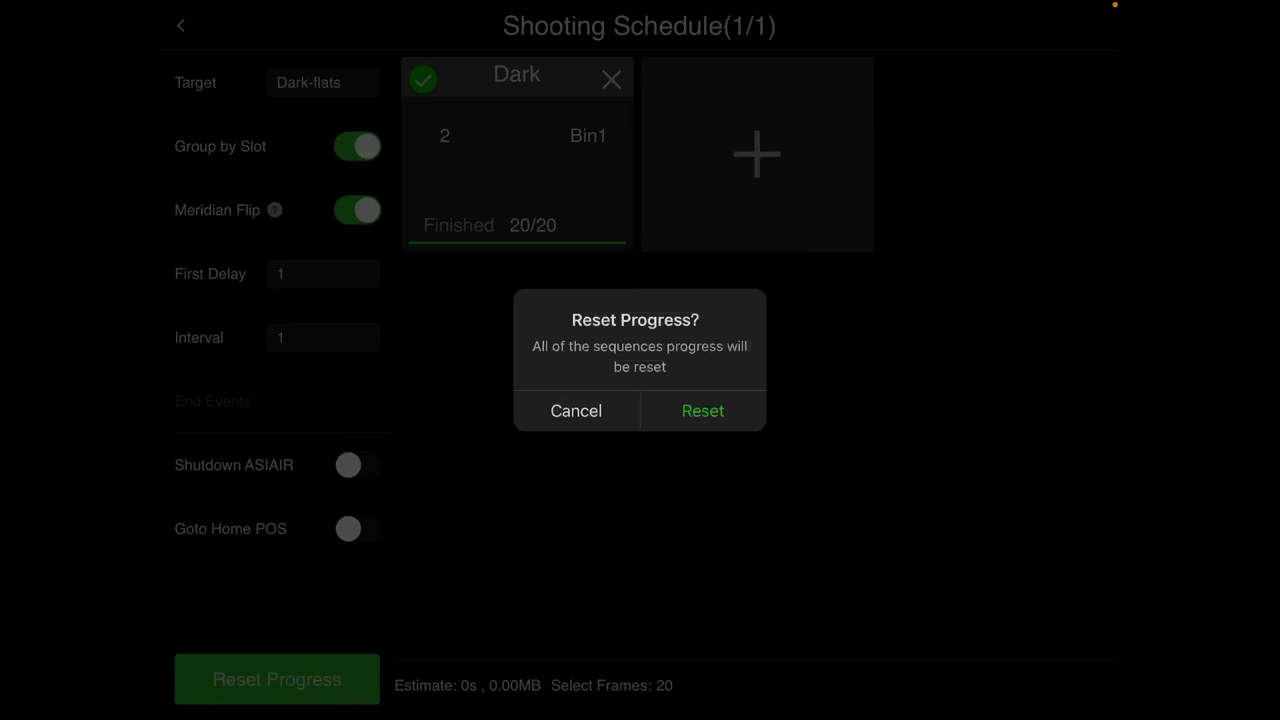 Shooting Schedule(1/1)
Target Dark-flats
Group by Slot
Meridian Flip ?
First Delay 1
Interval 1
End Events
Shutdown ASIAIR
Goto Home POS
Dark
2 Bin1
Finished 20/20
Reset Progress?
All of the sequences progress will
be reset
Cancel Reset
Reset Progress
Estimate: 0s , 0.00MB Select Frames: 20